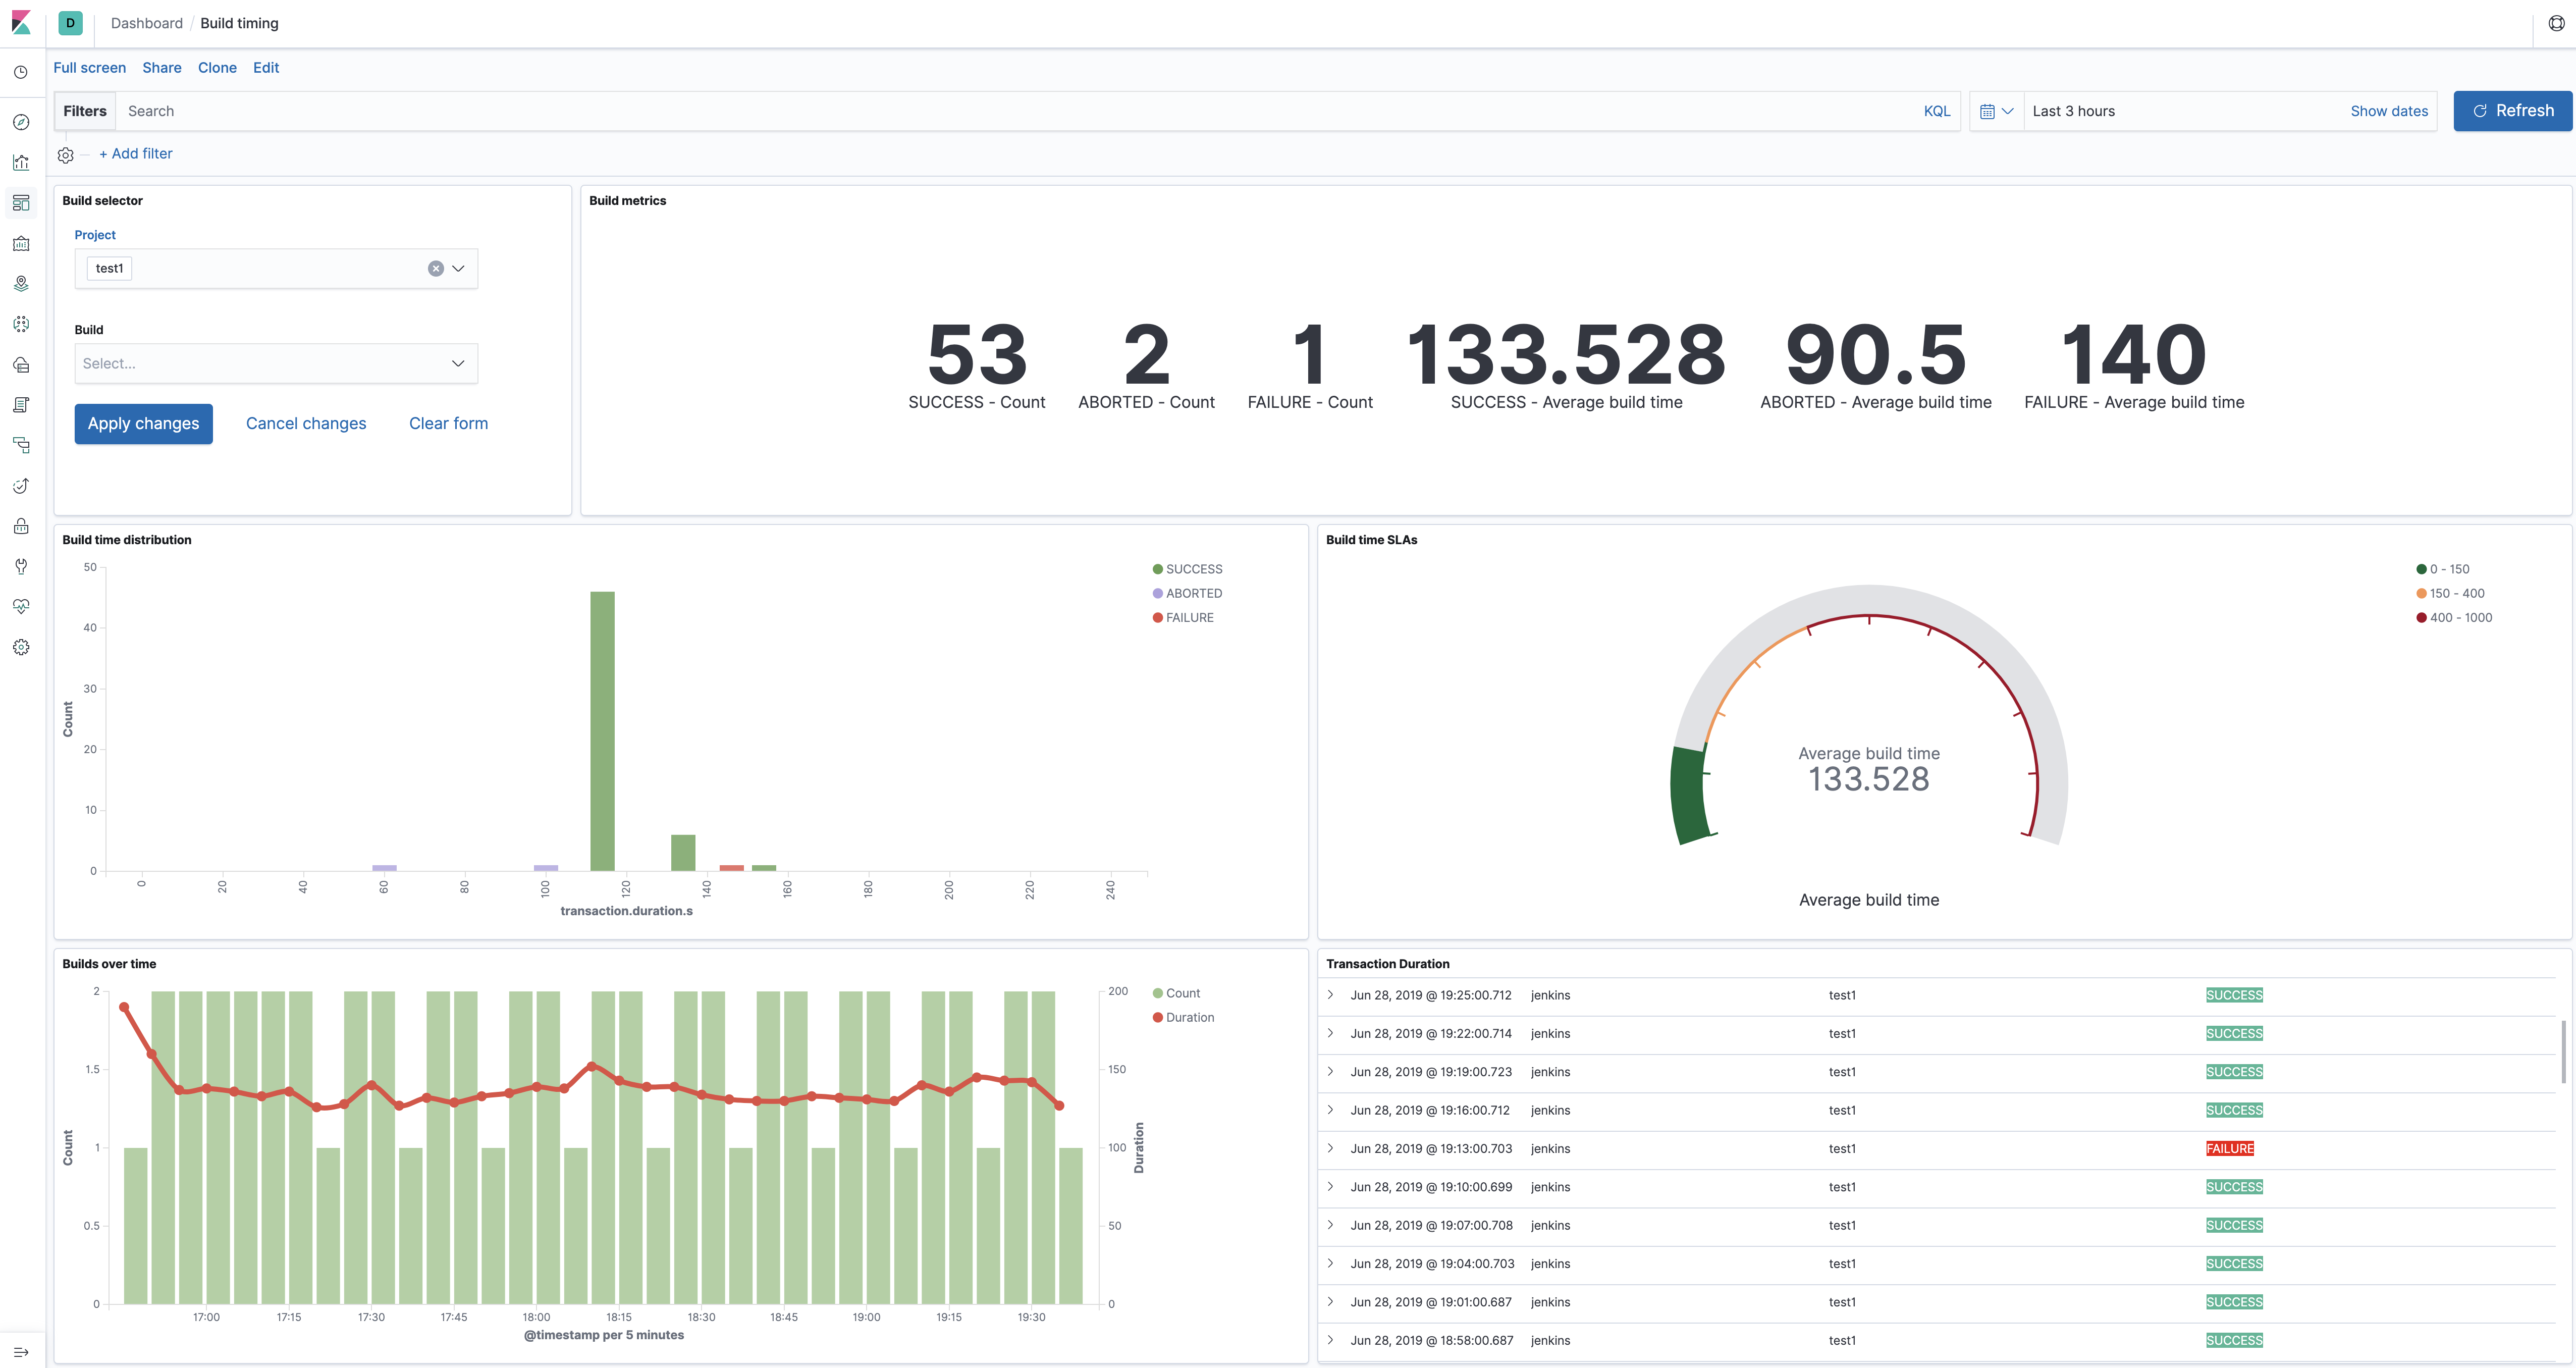 D Dashboard / Build timing
Full screen Share Clone Edit
Filters Search KQL Last 3 hours Show dates Refresh
+ Add filter
Build selector
Project
test1
Build
Select...
Apply changes Cancel changes Clear form
Build metrics
53 2 1 133.528 90.5 140
SUCCESS - Count ABORTED - Count FAILURE - Count SUCCESS - Average build time ABORTED - Average build time FAILURE - Average build time
Build time distribution
50
40
30
20
10
0
Count
0 20 40 60 80 100 120 140 160 180 200 220 240
transaction.duration.s
SUCCESS
ABORTED
FAILURE
Build time SLAs
0 - 150
150 - 400
400 - 1000
Average build time
133.528
Average build time
Builds over time
2
1.5
1
0.5
0
Count
200
150
100
50
0
Duration
17:00 17:15 17:30 17:45 18:00 18:15 18:30 18:45 19:00 19:15 19:30
@timestamp per 5 minutes
Count
Duration
Transaction Duration
Jun 28, 2019 @ 19:25:00.712 jenkins test1 SUCCESS
Jun 28, 2019 @ 19:22:00.714 jenkins test1 SUCCESS
Jun 28, 2019 @ 19:19:00.723 jenkins test1 SUCCESS
Jun 28, 2019 @ 19:16:00.712 jenkins test1 SUCCESS
Jun 28, 2019 @ 19:13:00.703 jenkins test1 FAILURE
Jun 28, 2019 @ 19:10:00.699 jenkins test1 SUCCESS
Jun 28, 2019 @ 19:07:00.708 jenkins test1 SUCCESS
Jun 28, 2019 @ 19:04:00.703 jenkins test1 SUCCESS
Jun 28, 2019 @ 19:01:00.687 jenkins test1 SUCCESS
Jun 28, 2019 @ 18:58:00.687 jenkins test1 SUCCESS